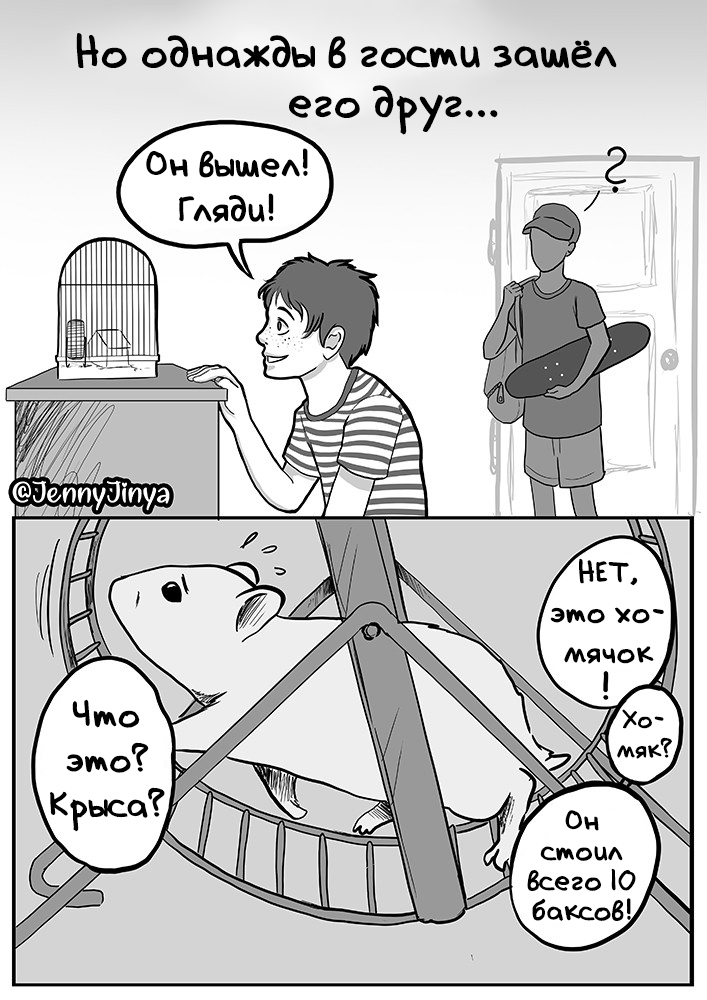 Но однажды в гости зашёл
его друг...
Он вышел!
Гляди!
?
@JennyJinya
НЕТ,
это хо-
мячок
!
Что
это?
Крыса?
Хо-
мяк?
Он
стоил
всего 10
баксов!